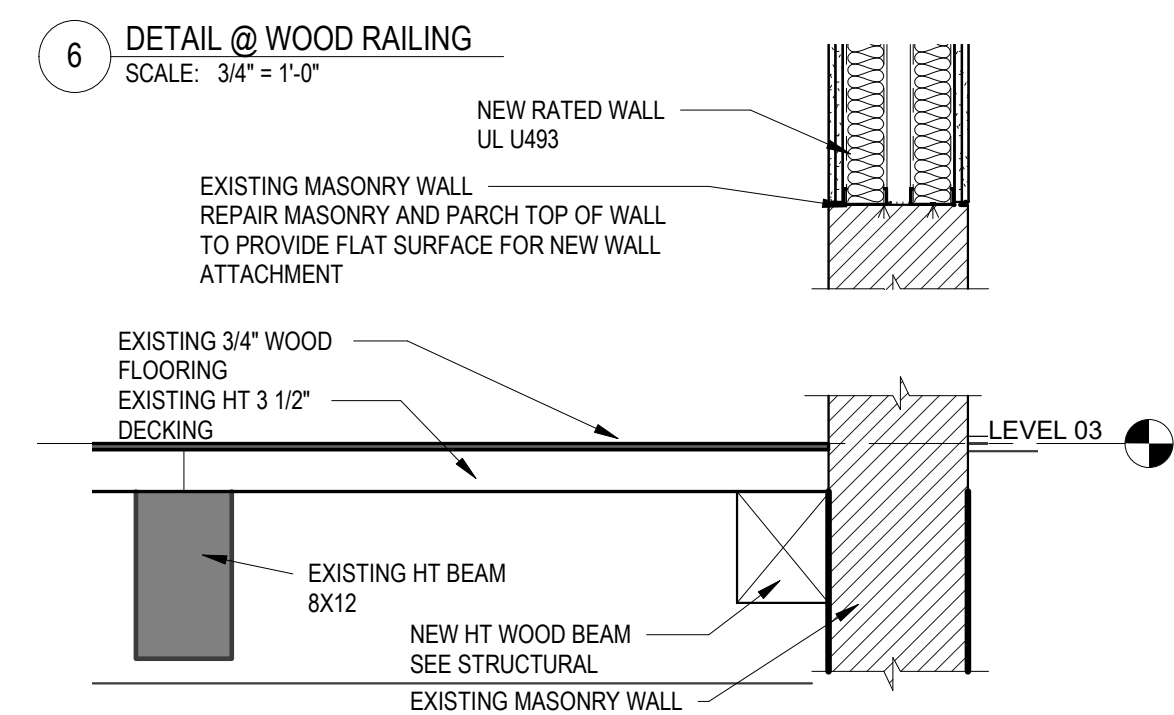 6
DETAIL @ WOOD RAILING
SCALE: 3/4" = 1'-0"
NEW RATED WALL
UL U493
EXISTING MASONRY WALL
REPAIR MASONRY AND PARCH TOP OF WALL
TO PROVIDE FLAT SURFACE FOR NEW WALL
ATTACHMENT
EXISTING 3/4" WOOD
FLOORING
EXISTING HT 3 1/2"
DECKING
LEVEL 03
EXISTING HT BEAM
8X12
NEW HT WOOD BEAM
SEE STRUCTURAL
EXISTING MASONRY WALL